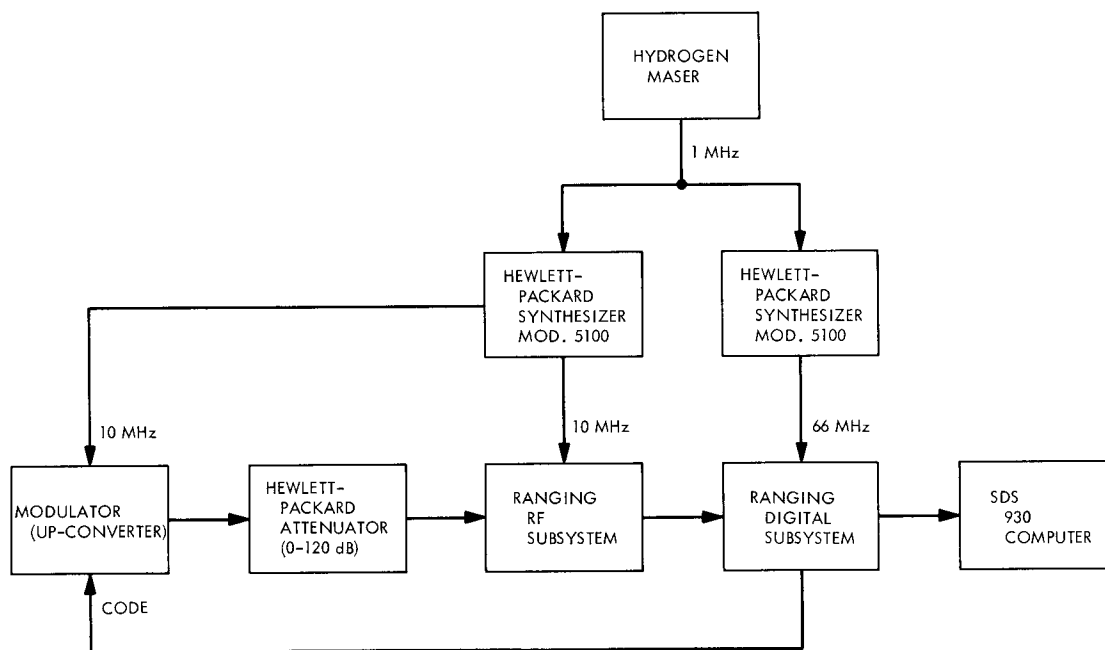 HYDROGEN
MASER
1 MHz
HEWLETT-
PACKARD
SYNTHESIZER
MOD. 5100
HEWLETT-
PACKARD
SYNTHESIZER
MOD. 5100
10 MHz
10 MHz
66 MHz
MODULATOR
(UP-CONVERTER)
HEWLETT-
PACKARD
ATTENUATOR
(0-120 dB)
RANGING
RF
SUBSYSTEM
RANGING
DIGITAL
SUBSYSTEM
SDS
930
COMPUTER
CODE